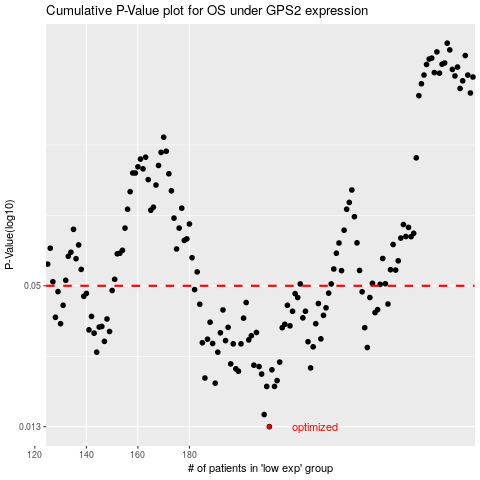 Cumulative P-Value plot for OS under GPS2 expression
P-Value(log10)
0.05
0.013
optimized
120 140 160 180
# of patients in 'low exp' group